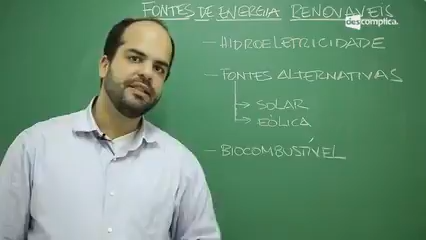 FONTES DE ENERGIA RENOVÁVEIS
descomplica.
- HIDROELETRICIDADE
- FONTES ALTERNATIVAS
→ SOLAR
→ EÓLICA
- BIOCOMBUSTÍVEL